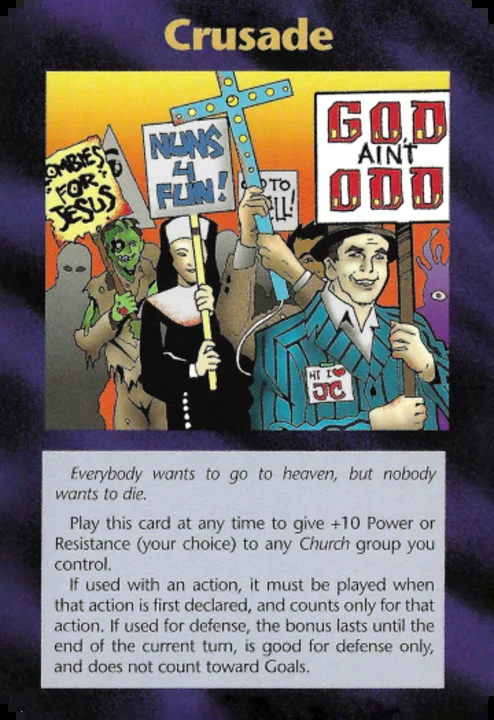 Crusade
ZOMBIES
FOR
JESUS
NUNS
4
FUN!
TO
LL!
GOD
AIN'T
ODD
HI I ❤
JC
Everybody wants to go to heaven, but nobody
wants to die.
Play this card at any time to give +10 Power or
Resistance (your choice) to any Church group you
control.
If used with an action, it must be played when
that action is first declared, and counts only for that
action. If used for defense, the bonus lasts until the
end of the current turn, is good for defense only,
and does not count toward Goals.